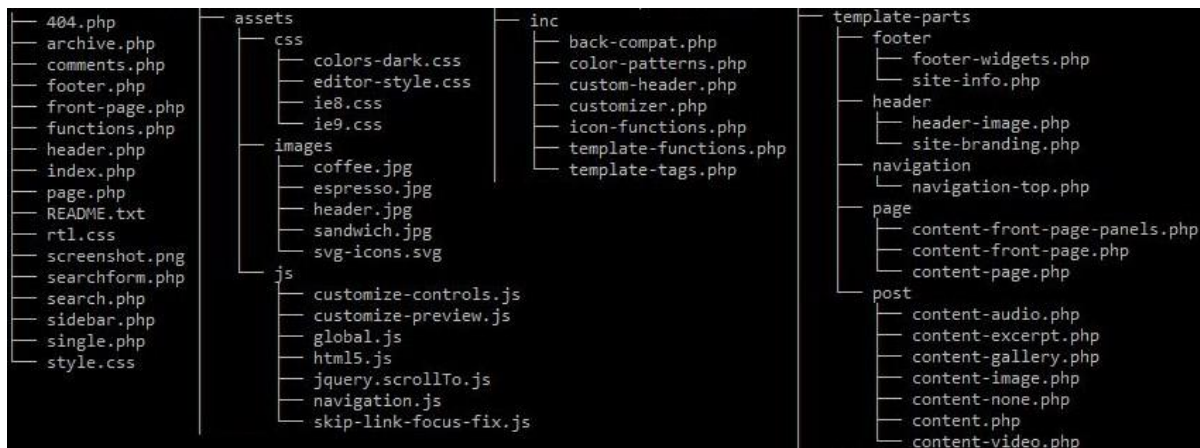 404.php
archive.php
comments.php
footer.php
front-page.php
functions.php
header.php
index.php
page.php
README.txt
rtl.css
screenshot.png
searchform.php
search.php
sidebar.php
single.php
style.css
assets
css
colors-dark.css
editor-style.css
ie8.css
ie9.css
images
coffee.jpg
espresso.jpg
header.jpg
sandwich.jpg
svg-icons.svg
js
customize-controls.js
customize-preview.js
global.js
html5.js
jquery.scrollTo.js
navigation.js
skip-link-focus-fix.js
inc
back-compat.php
color-patterns.php
custom-header.php
customizer.php
icon-functions.php
template-functions.php
template-tags.php
template-parts
footer
footer-widgets.php
site-info.php
header
header-image.php
site-branding.php
navigation
navigation-top.php
page
content-front-page-panels.php
content-front-page.php
content-page.php
post
content-audio.php
content-excerpt.php
content-gallery.php
content-image.php
content-none.php
content.php
content-video.php